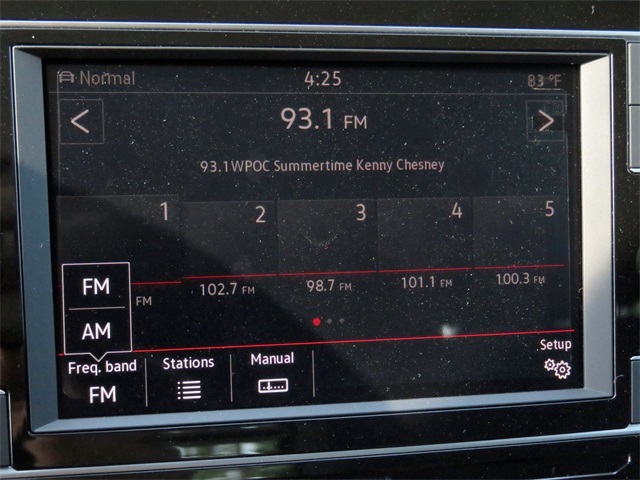 Normal 4:25 83 °F
< 93.1 FM >
93.1WPOC Summertime Kenny Chesney
1 2 3 4 5
FM 102.7 FM 98.7 FM 101.1 FM 100.3 FM
FM
AM
Freq. band Stations Manual Setup
FM